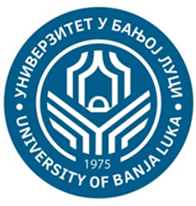 УНИВЕРЗИТЕТ У БАЊОЈ ЛУЦИ
1975
UNIVERSITY OF BANJA LUKA